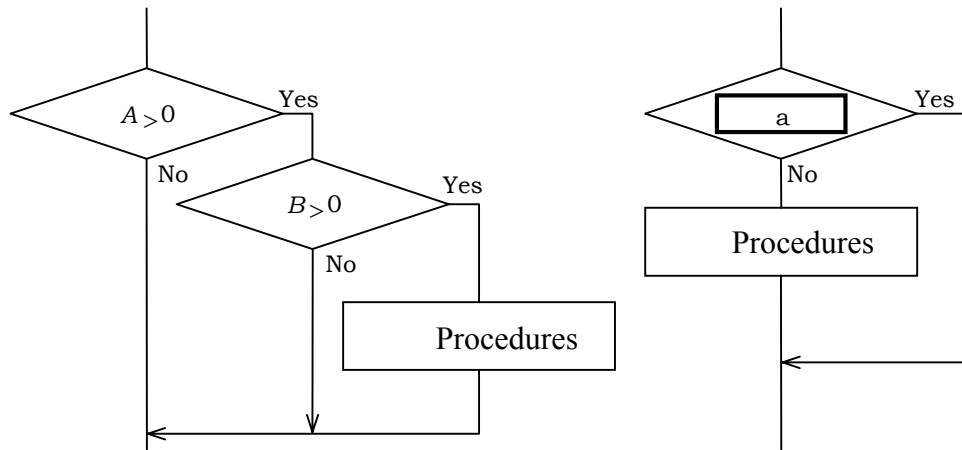 A>0
Yes
No
B>0
Yes
No
Procedures
a
Yes
No
Procedures